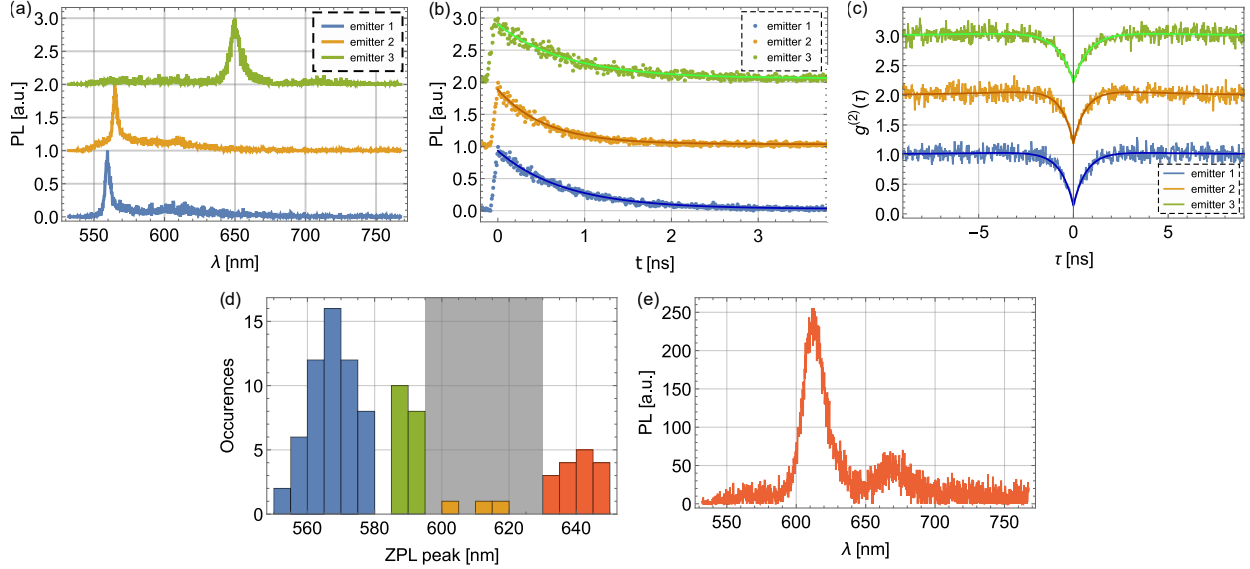 (a)
PL [a.u.]
3.0
2.5
2.0
1.5
1.0
0.5
0.0
550 600 650 700 750
λ [nm]
emitter 1
emitter 2
emitter 3
(b)
PL [a.u.]
3.0
2.5
2.0
1.5
1.0
0.5
0.0
0 1 2 3
t [ns]
emitter 1
emitter 2
emitter 3
(c)
g⁽²⁾(τ)
3.0
2.5
2.0
1.5
1.0
0.5
0.0
−5 0 5
τ [ns]
emitter 1
emitter 2
emitter 3
(d)
Occurences
15
10
5
0
560 580 600 620 640
ZPL peak [nm]
(e)
PL [a.u.]
250
200
150
100
50
0
550 600 650 700 750
λ [nm]